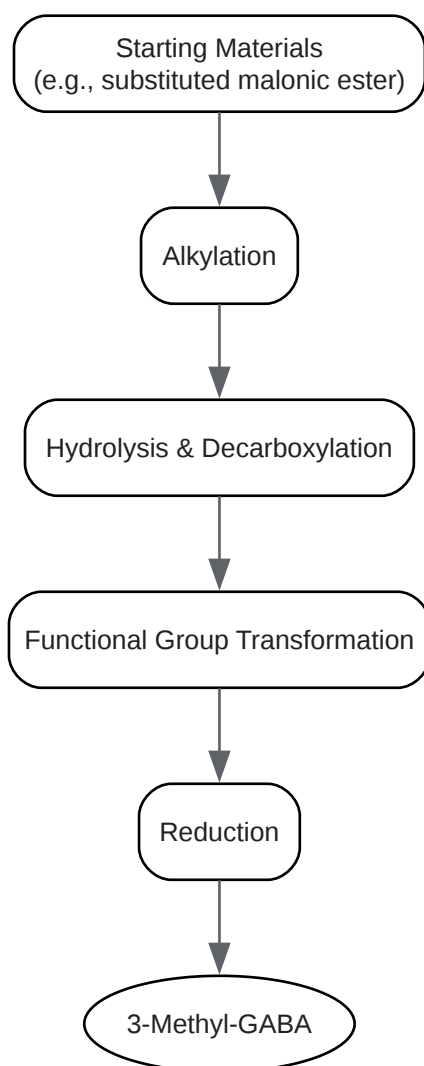 Starting Materials
(e.g., substituted malonic ester)
Alkylation
Hydrolysis & Decarboxylation
Functional Group Transformation
Reduction
3-Methyl-GABA